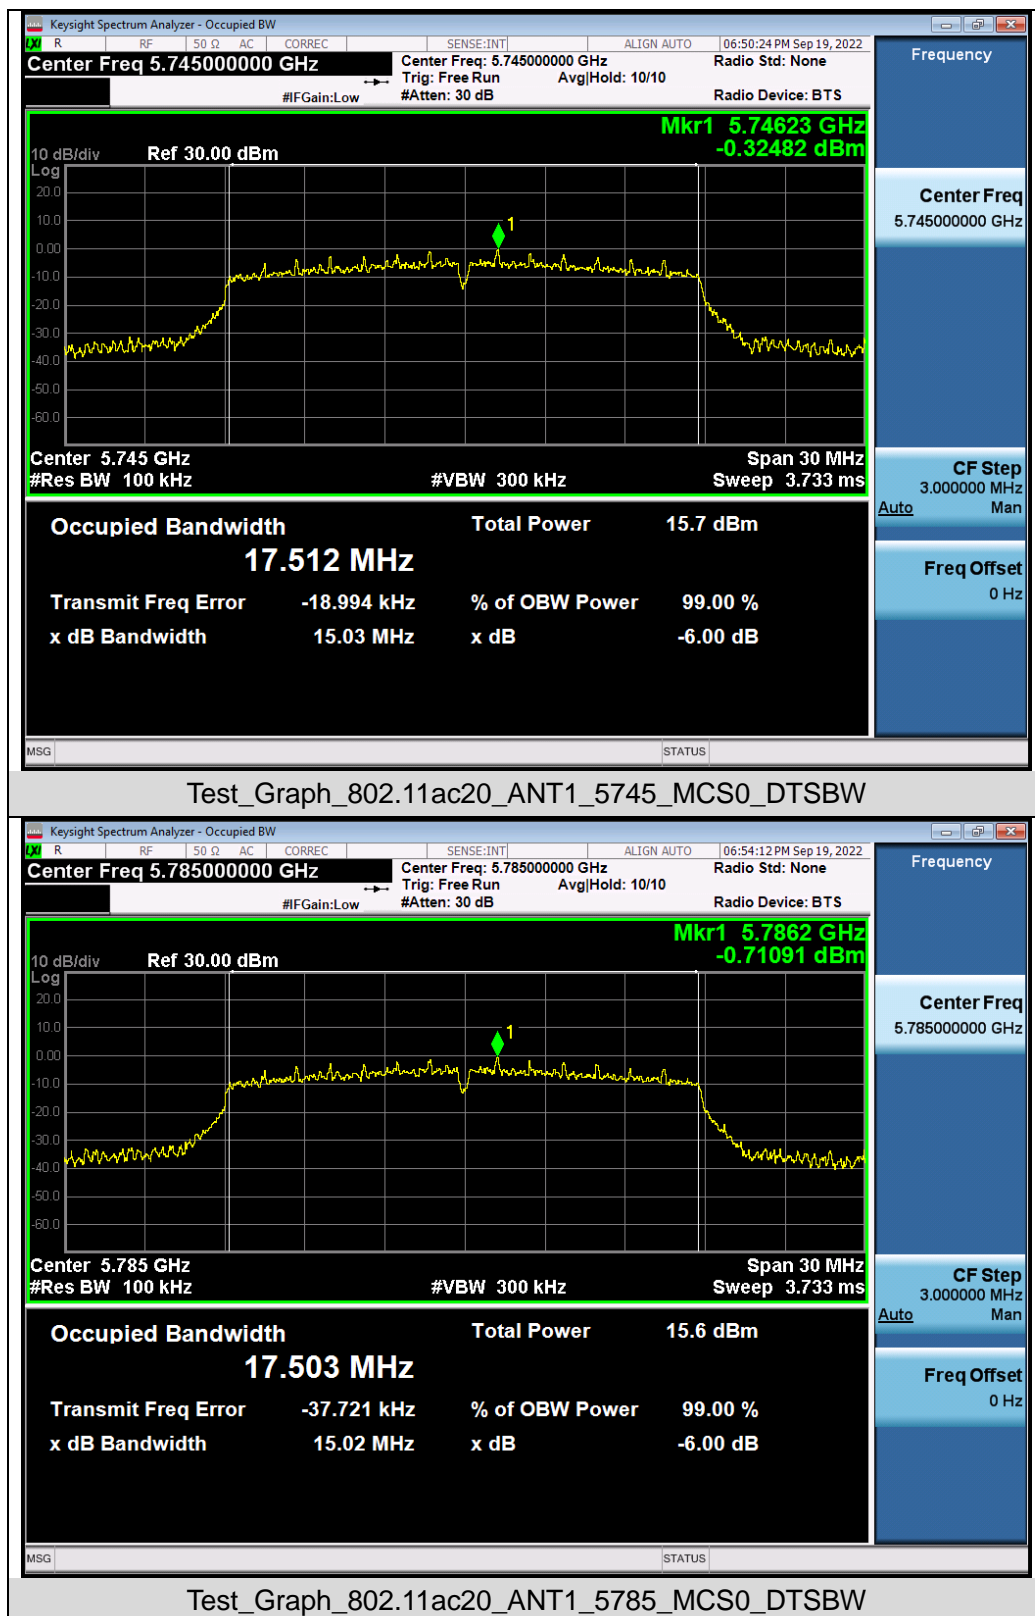 Keysight Spectrum Analyzer - Occupied BW
LXI R RF 50 Ω AC CORREC SENSE:INT ALIGN AUTO 06:50:24 PM Sep 19, 2022
Center Freq 5.745000000 GHz
Center Freq: 5.745000000 GHz
Radio Std: None
Trig: Free Run Avg|Hold: 10/10
#IFGain:Low
#Atten: 30 dB
Radio Device: BTS
Frequency
Mkr1 5.74623 GHz
-0.32482 dBm
10 dB/div Ref 30.00 dBm
Log
20.0
10.0
0.00
-10.0
-20.0
-30.0
-40.0
-50.0
-60.0
1
Center 5.745 GHz
Span 30 MHz
#Res BW 100 kHz
#VBW 300 kHz
Sweep 3.733 ms
Center Freq
5.745000000 GHz
CF Step
3.000000 MHz
Auto Man
Freq Offset
0 Hz
Occupied Bandwidth
Total Power 15.7 dBm
17.512 MHz
Transmit Freq Error -18.994 kHz % of OBW Power 99.00 %
x dB Bandwidth 15.03 MHz x dB -6.00 dB
MSG STATUS
Test_Graph_802.11ac20_ANT1_5745_MCS0_DTSBW
Keysight Spectrum Analyzer - Occupied BW
LXI R RF 50 Ω AC CORREC SENSE:INT ALIGN AUTO 06:54:12 PM Sep 19, 2022
Center Freq 5.785000000 GHz
Center Freq: 5.785000000 GHz
Radio Std: None
Trig: Free Run Avg|Hold: 10/10
#IFGain:Low
#Atten: 30 dB
Radio Device: BTS
Frequency
Mkr1 5.7862 GHz
-0.71091 dBm
10 dB/div Ref 30.00 dBm
Log
20.0
10.0
0.00
-10.0
-20.0
-30.0
-40.0
-50.0
-60.0
1
Center 5.785 GHz
Span 30 MHz
#Res BW 100 kHz
#VBW 300 kHz
Sweep 3.733 ms
Center Freq
5.785000000 GHz
CF Step
3.000000 MHz
Auto Man
Freq Offset
0 Hz
Occupied Bandwidth
Total Power 15.6 dBm
17.503 MHz
Transmit Freq Error -37.721 kHz % of OBW Power 99.00 %
x dB Bandwidth 15.02 MHz x dB -6.00 dB
MSG STATUS
Test_Graph_802.11ac20_ANT1_5785_MCS0_DTSBW